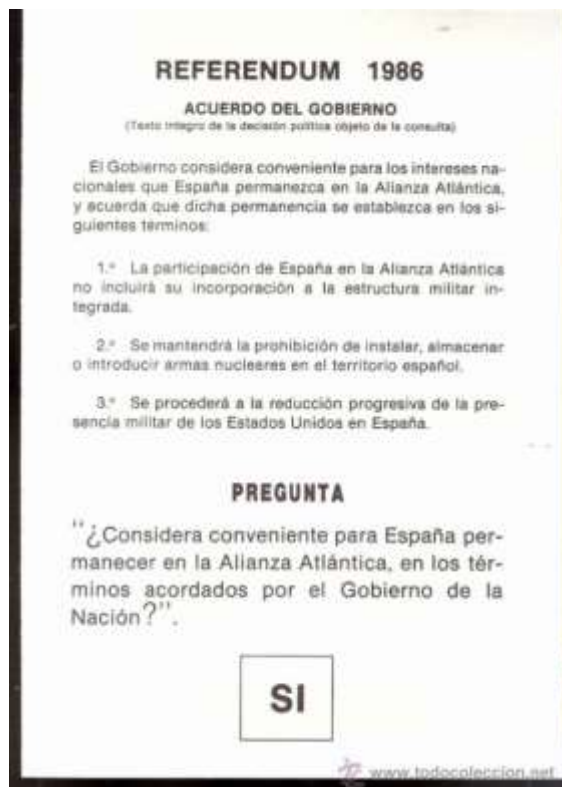 REFERENDUM 1986
ACUERDO DEL GOBIERNO
(Texto íntegro de la decisión política objeto de la consulta)
El Gobierno considera conveniente para los intereses na-
cionales que España permanezca en la Alianza Atlántica,
y acuerda que dicha permanencia se establezca en los si-
guientes términos:
1.º La participación de España en la Alianza Atlántica
no incluirá su incorporación a la estructura militar in-
tegrada.
2.º Se mantendrá la prohibición de instalar, almacenar
o introducir armas nucleares en el territorio español.
3.º Se procederá a la reducción progresiva de la pre-
sencia militar de los Estados Unidos en España.
PREGUNTA
"¿Considera conveniente para España per-
manecer en la Alianza Atlántica, en los tér-
minos acordados por el Gobierno de la
Nación?".
SI
www.todocoleccion.net